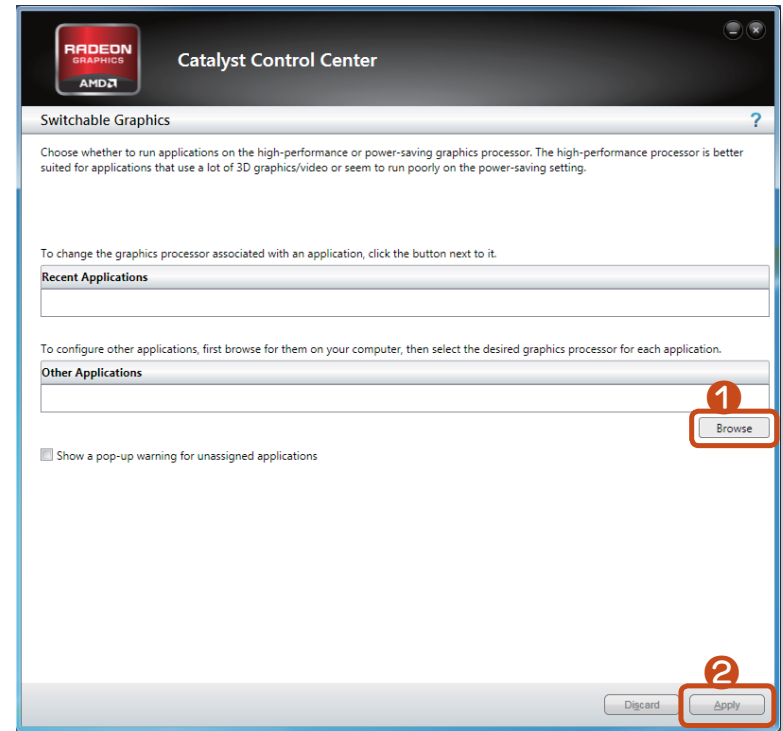 RADEON
GRAPHICS
AMD
Catalyst Control Center
Switchable Graphics
?
Choose whether to run applications on the high-performance or power-saving graphics processor. The high-performance processor is better
suited for applications that use a lot of 3D graphics/video or seem to run poorly on the power-saving setting.
To change the graphics processor associated with an application, click the button next to it.
Recent Applications
To configure other applications, first browse for them on your computer, then select the desired graphics processor for each application.
Other Applications
1
Browse
Show a pop-up warning for unassigned applications
2
Discard
Apply